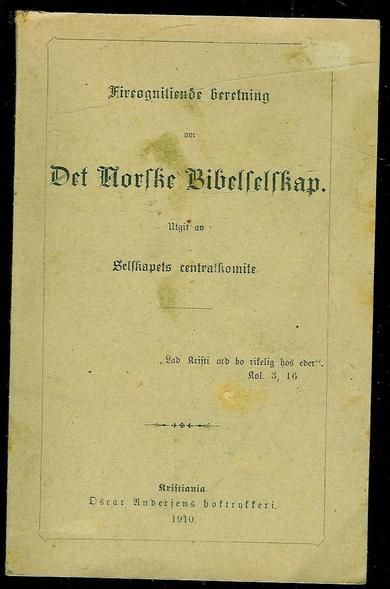 Fireognitiende beretning
om
Det Norſke Bibelſelſkap.
Utgit av
Selſkapets centralkomite
„Lad Kriſti ord bo rikelig hos eder“.
Kol. 3, 16
Kriſtiania.
Oscar Anderſens boktrykkeri.
1910.